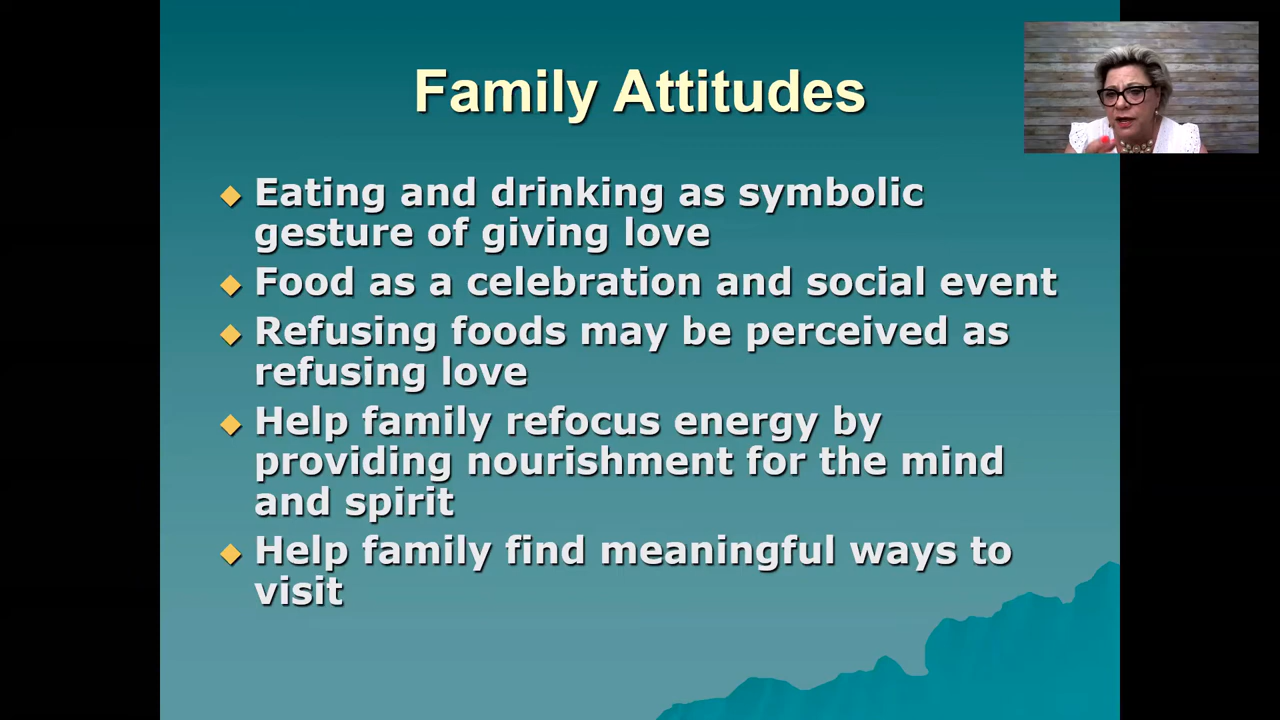 Family Attitudes
Eating and drinking as symbolic
gesture of giving love
Food as a celebration and social event
Refusing foods may be perceived as
refusing love
Help family refocus energy by
providing nourishment for the mind
and spirit
Help family find meaningful ways to
visit